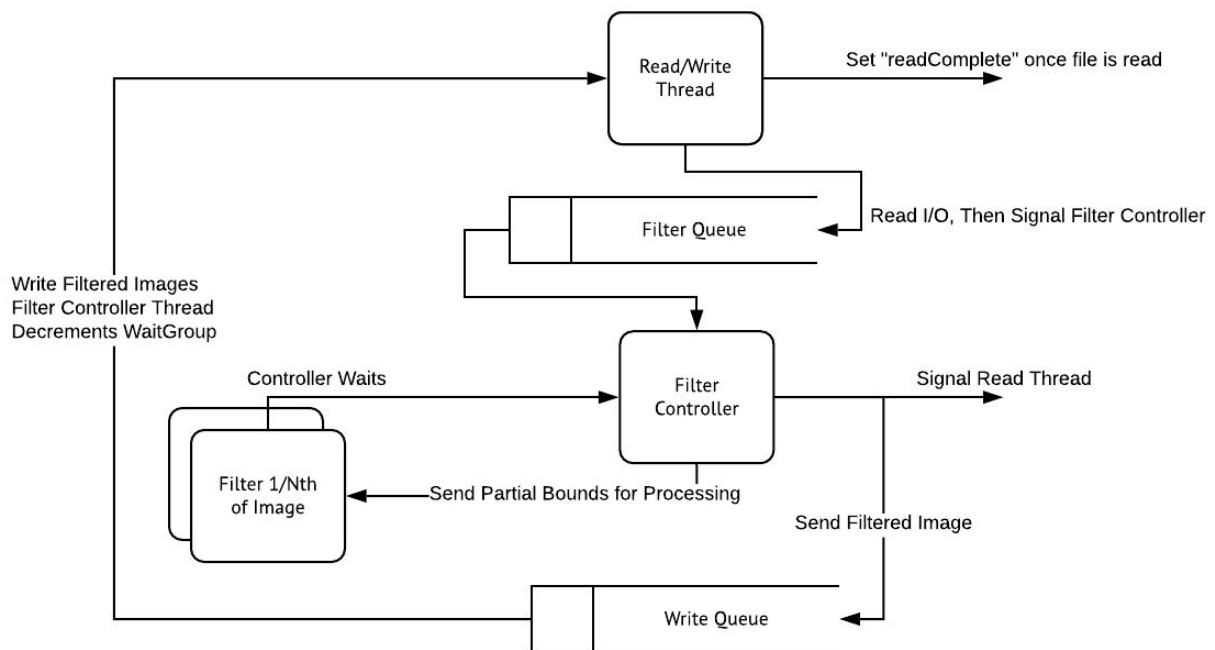 Read/Write
Thread
Set "readComplete" once file is read
Read I/O, Then Signal Filter Controller
Filter Queue
Write Filtered Images
Filter Controller Thread
Decrements WaitGroup
Controller Waits
Filter
Controller
Signal Read Thread
Filter 1/Nth
of Image
Send Partial Bounds for Processing
Send Filtered Image
Write Queue